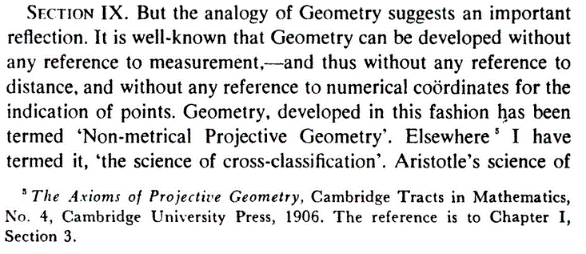 SECTION IX. But the analogy of Geometry suggests an important
reflection. It is well-known that Geometry can be developed without
any reference to measurement,—and thus without any reference to
distance, and without any reference to numerical coördinates for the
indication of points. Geometry, developed in this fashion has been
termed ‘Non-metrical Projective Geometry’. Elsewhere ⁵ I have
termed it, ‘the science of cross-classification’. Aristotle’s science of
⁵ The Axioms of Projective Geometry, Cambridge Tracts in Mathematics,
No. 4, Cambridge University Press, 1906. The reference is to Chapter I,
Section 3.